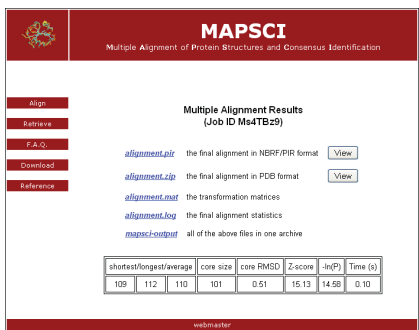 MAPSCI
Multiple Alignment of Protein Structures and Consensus Identification
Align
Retrieve
F.A.Q.
Download
Reference
Multiple Alignment Results
(Job ID Ms4TBz9)
alignment.pir the final alignment in NBRF/PIR format View
alignment.zip the final alignment in PDB format View
alignment.mat the transformation matrices
alignment.log the final alignment statistics
mapsci-output all of the above files in one archive
shortest/longest/average core size core RMSD Z-score -ln(P) Time (s)
109 112 110 101 0.51 15.13 14.58 0.10
webmaster